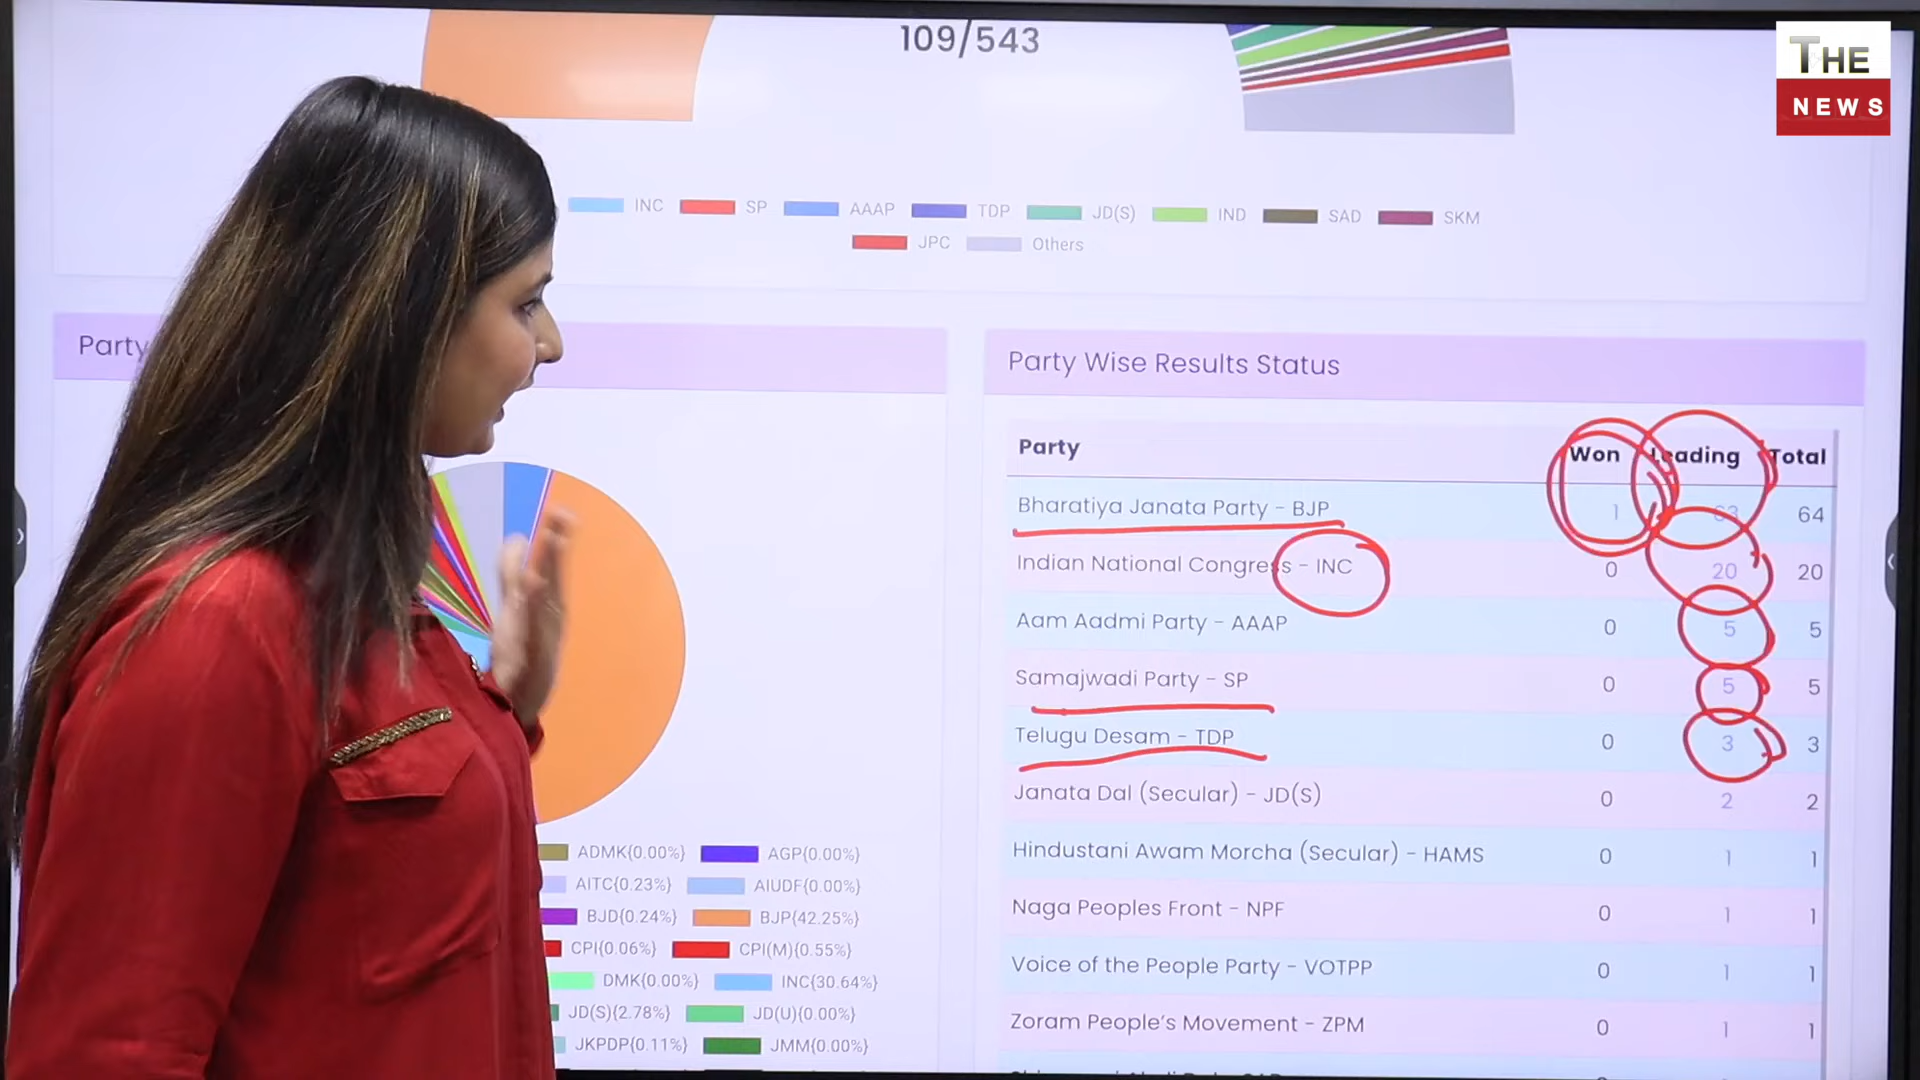 109/543
THE
NEWS
INC SP AAAP TDP JD(S) IND SAD SKM
JPC Others
Party
Party Wise Results Status
Party Won Leading Total
Bharatiya Janata Party - BJP 1 63 64
Indian National Congress - INC 0 20 20
Aam Aadmi Party - AAAP 0 5 5
Samajwadi Party - SP 0 5 5
Telugu Desam - TDP 0 3 3
Janata Dal (Secular) - JD(S) 0 2 2
Hindustani Awam Morcha (Secular) - HAMS 0 1 1
Naga Peoples Front - NPF 0 1 1
Voice of the People Party - VOTPP 0 1 1
Zoram People's Movement - ZPM 0 1 1
ADMK{0.00%} AGP{0.00%}
AITC{0.23%} AIUDF{0.00%}
BJD{0.24%} BJP{42.25%}
CPI{0.06%} CPI(M){0.55%}
DMK{0.00%} INC{30.64%}
JD(S){2.78%} JD(U){0.00%}
JKPDP{0.11%} JMM{0.00%}